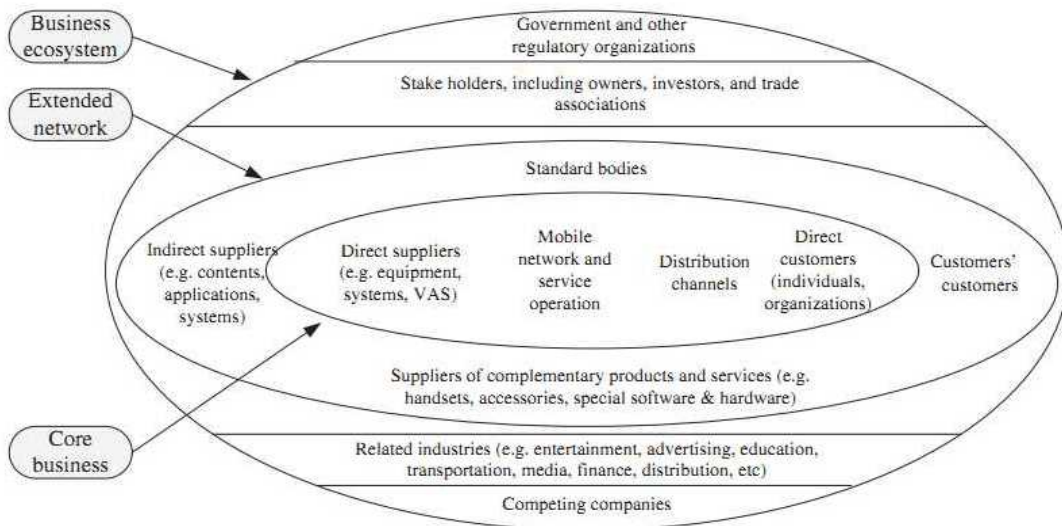 Business
ecosystem
Government and other
regulatory organizations
Stake holders, including owners, investors, and trade
associations
Extended
network
Standard bodies
Indirect suppliers
(e.g. contents,
applications,
systems)
Direct suppliers
(e.g. equipment,
systems, VAS)
Mobile
network and
service
operation
Distribution
channels
Direct
customers
(individuals,
organizations)
Customers'
customers
Suppliers of complementary products and services (e.g.
handsets, accessories, special software & hardware)
Core
business
Related industries (e.g. entertainment, advertising, education,
transportation, media, finance, distribution, etc)
Competing companies